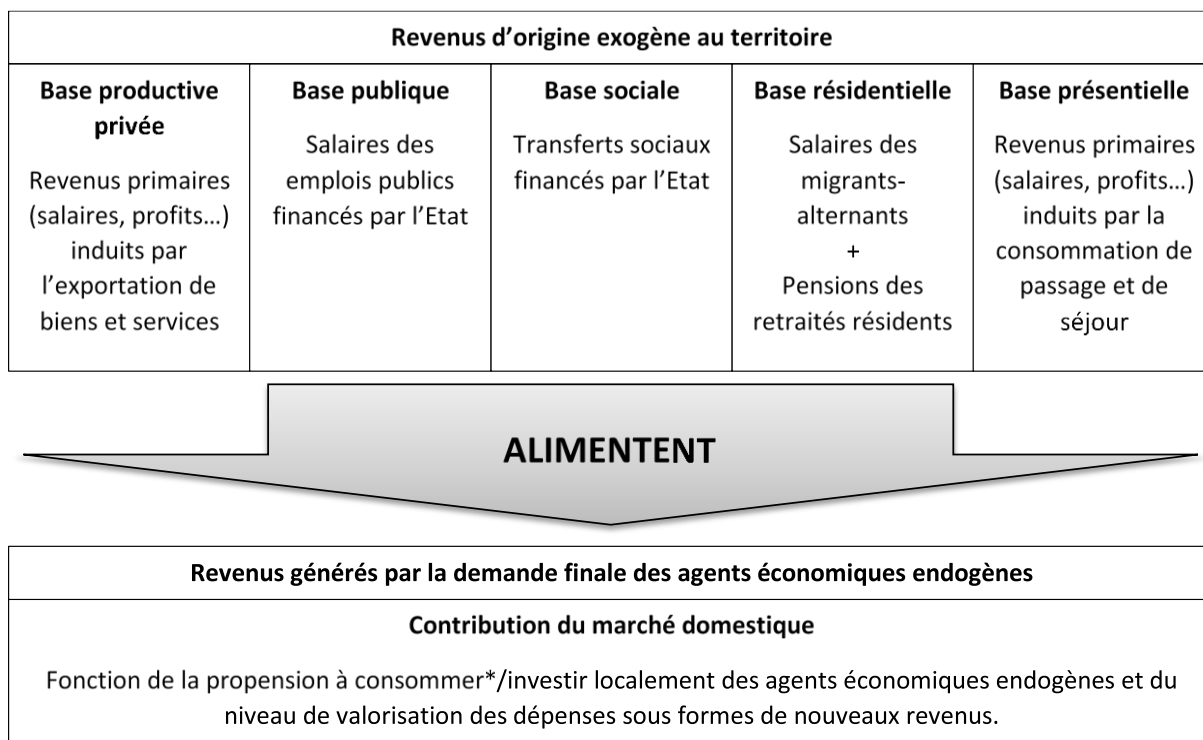 Revenus d’origine exogène au territoire
Base productive
privée
Revenus primaires
(salaires, profits…)
induits par
l’exportation de
biens et services
Base publique
Salaires des
emplois publics
financés par l’Etat
Base sociale
Transferts sociaux
financés par l’Etat
Base résidentielle
Salaires des
migrants-
alternants
+
Pensions des
retraités résidents
Base présentielle
Revenus primaires
(salaires, profits…)
induits par la
consommation de
passage et de
séjour
ALIMENTENT
Revenus générés par la demande finale des agents économiques endogènes
Contribution du marché domestique
Fonction de la propension à consommer*/investir localement des agents économiques endogènes et du
niveau de valorisation des dépenses sous formes de nouveaux revenus.